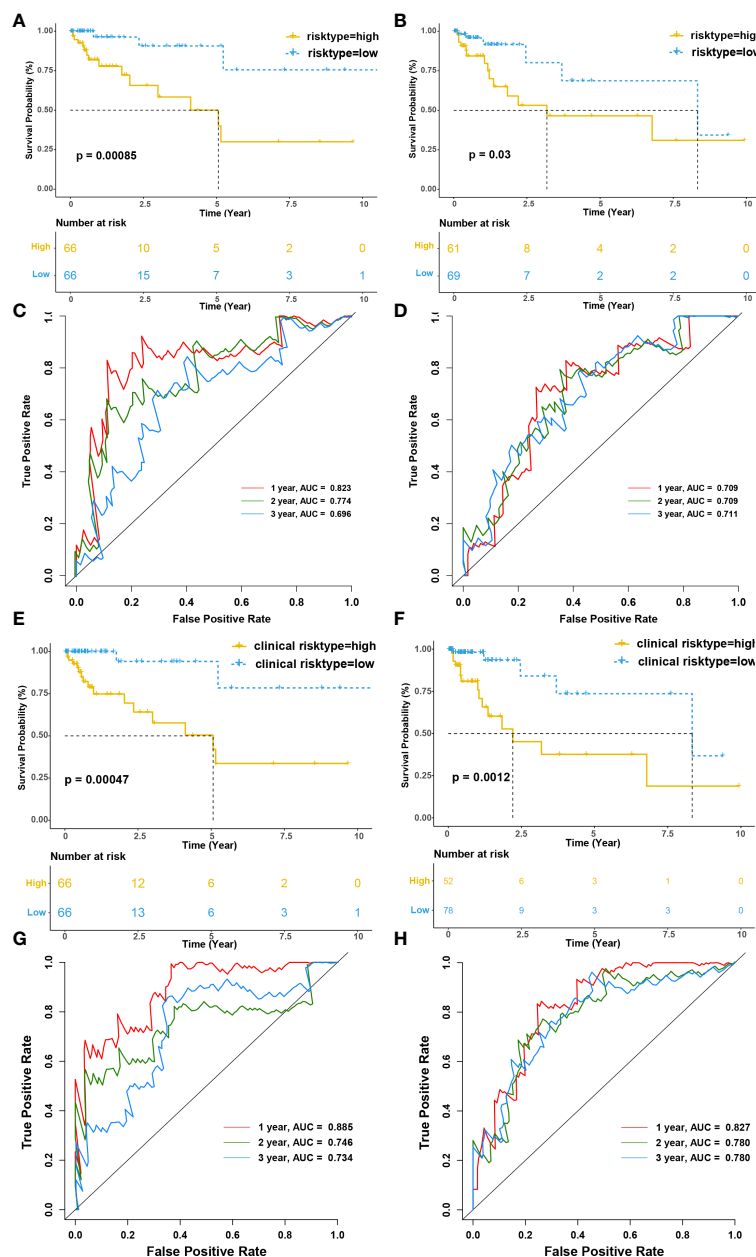 A
risktype=high
risktype=low
Survival Probability (%)
1.00
0.75
0.50
0.25
0.00
p = 0.00085
0
2.5
5
7.5
10
Time (Year)
Number at risk
High 66 10 5 2 0
Low 66 15 7 3 1
0 2.5 5 7.5 10
Time (Year)
B
risktype=high
risktype=low
Survival Probability (%)
1.00
0.75
0.50
0.25
0.00
p = 0.03
0 2.5 5 7.5 10
Time (Year)
Number at risk
High 61 8 4 2 0
Low 69 7 2 2 0
0 2.5 5 7.5 10
Time (Year)
C
True Positive Rate
1.0
0.8
0.6
0.4
0.2
0.0
1 year, AUC = 0.823
2 year, AUC = 0.774
3 year, AUC = 0.696
0.0 0.2 0.4 0.6 0.8 1.0
False Positive Rate
D
True Positive Rate
1.0
0.8
0.6
0.4
0.2
0.0
1 year, AUC = 0.709
2 year, AUC = 0.709
3 year, AUC = 0.711
0.0 0.2 0.4 0.6 0.8 1.0
False Positive Rate
E
clinical risktype=high
clinical risktype=low
Survival Probability (%)
1.00
0.75
0.50
0.25
0.00
p = 0.00047
0 2.5 5 7.5 10
Time (Year)
Number at risk
High 66 12 6 2 0
Low 66 13 6 3 1
0 2.5 5 7.5 10
Time (Year)
F
clinical risktype=high
clinical risktype=low
Survival Probability (%)
1.00
0.75
0.50
0.25
0.00
p = 0.0012
0 2.5 5 7.5 10
Time (Year)
Number at risk
High 52 6 3 1 0
Low 78 9 3 3 0
0 2.5 5 7.5 10
Time (Year)
G
True Positive Rate
1.0
0.8
0.6
0.4
0.2
0.0
1 year, AUC = 0.885
2 year, AUC = 0.746
3 year, AUC = 0.734
0.0 0.2 0.4 0.6 0.8 1.0
False Positive Rate
H
True Positive Rate
1.0
0.8
0.6
0.4
0.2
0.0
1 year, AUC = 0.827
2 year, AUC = 0.780
3 year, AUC = 0.780
0.0 0.2 0.4 0.6 0.8 1.0
False Positive Rate